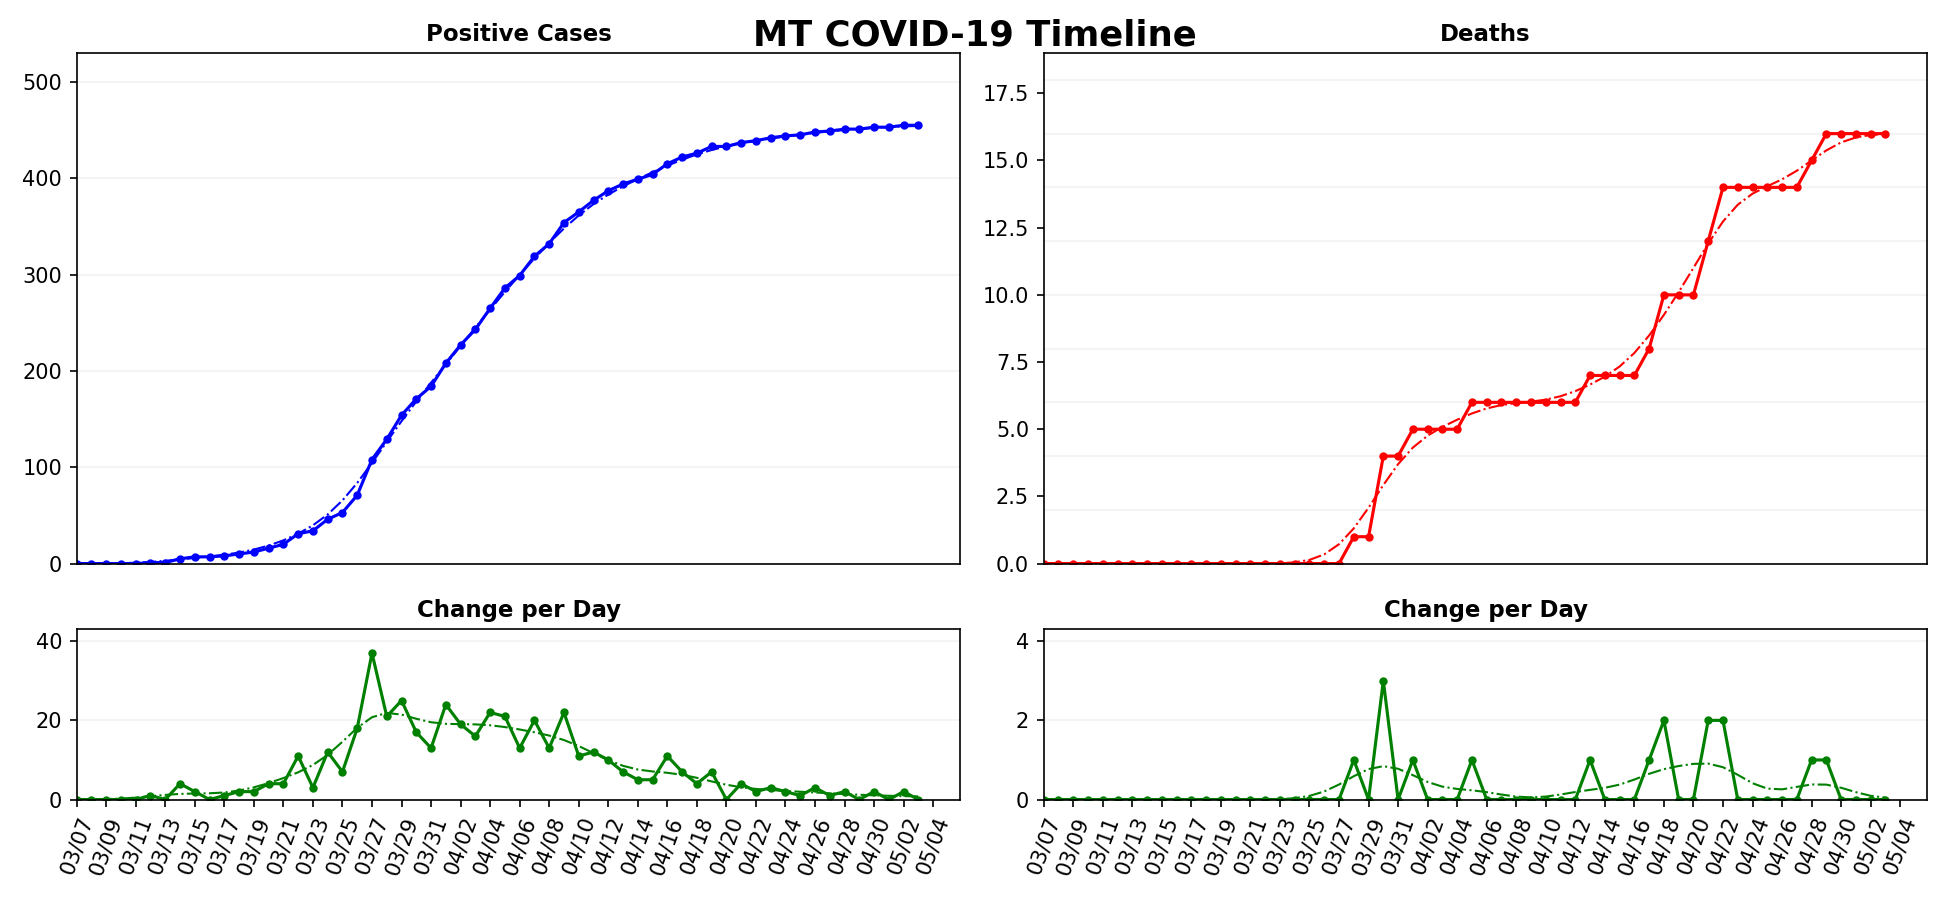 MT COVID-19 Timeline
Positive Cases
500
400
300
200
100
0
Deaths
17.5
15.0
12.5
10.0
7.5
5.0
2.5
0.0
Change per Day
40
20
0
03/07 03/09 03/11 03/13 03/15 03/17 03/19 03/21 03/23 03/25 03/27 03/29 03/31 04/02 04/04 04/06 04/08 04/10 04/12 04/14 04/16 04/18 04/20 04/22 04/24 04/26 04/28 04/30 05/02 05/04
Change per Day
4
2
0
03/07 03/09 03/11 03/13 03/15 03/17 03/19 03/21 03/23 03/25 03/27 03/29 03/31 04/02 04/04 04/06 04/08 04/10 04/12 04/14 04/16 04/18 04/20 04/22 04/24 04/26 04/28 04/30 05/02 05/04